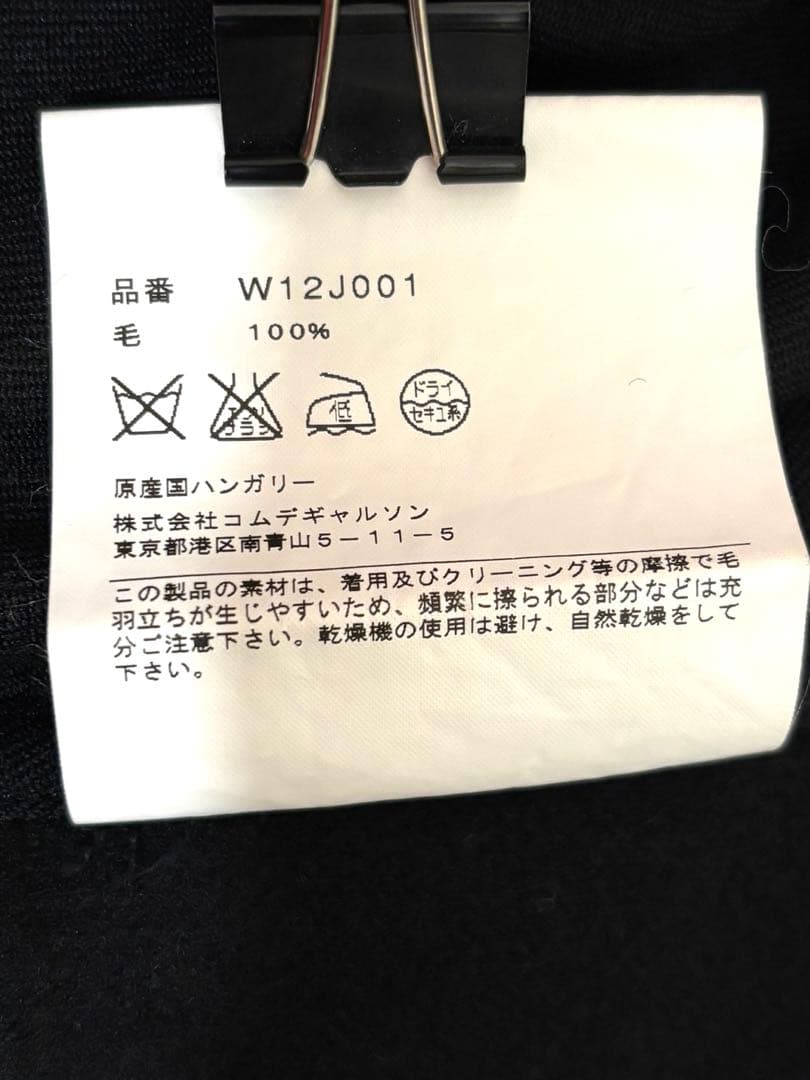 品番 W12J001
毛 100%
エンソ サラシ 低 ドライ セキユ系
原産国ハンガリー
株式会社コムデギャルソン
東京都港区南青山5-11-5
この製品の素材は、着用及びクリーニング等の摩擦で毛
羽立ちが生じやすいため、頻繁に擦られる部分などは充
分ご注意下さい。乾燥機の使用は避け、自然乾燥をして
下さい。